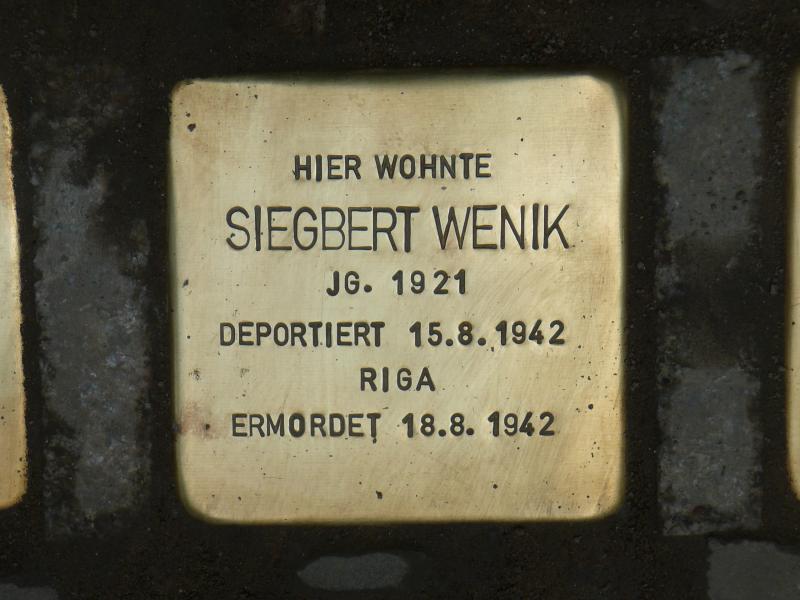 HIER WOHNTE
SIEGBERT WENIK
JG. 1921
DEPORTIERT 15.8.1942
RIGA
ERMORDET 18.8.1942